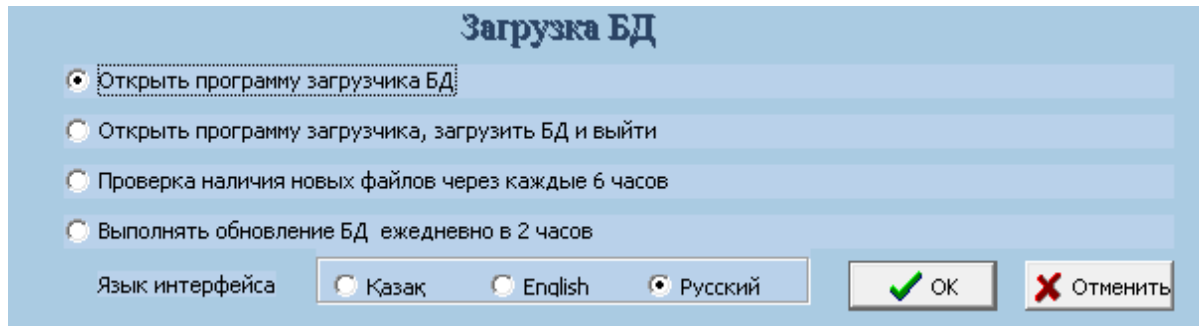 Загрузка БД
Открыть программу загрузчика БД
Открыть программу загрузчика, загрузить БД и выйти
Проверка наличия новых файлов через каждые 6 часов
Выполнять обновление БД ежедневно в 2 часов
Язык интерфейса Қазақ English Русский OK Отменить